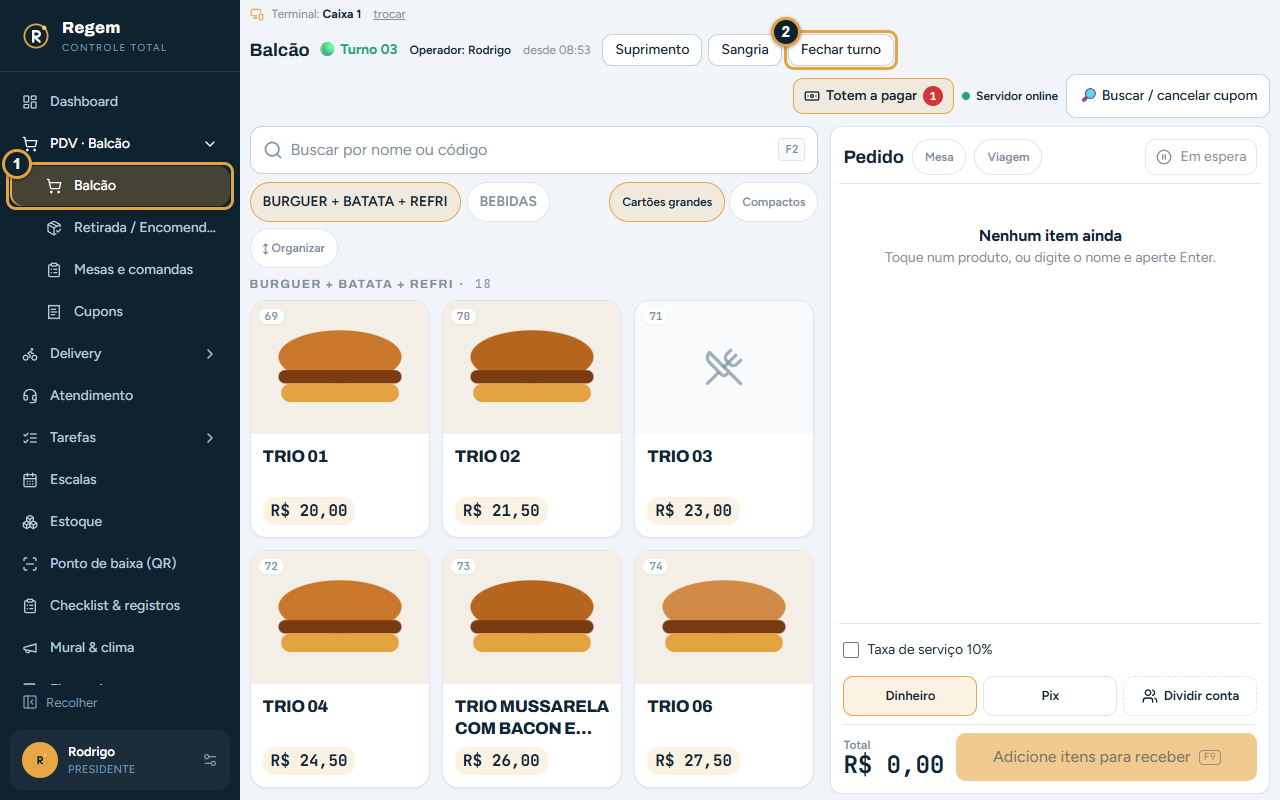 Regem
CONTROLE TOTAL
Dashboard
PDV · Balcão
1
Balcão
Retirada / Encomend...
Mesas e comandas
Cupons
Delivery
Atendimento
Tarefas
Escalas
Estoque
Ponto de baixa (QR)
Checklist & registros
Mural & clima
Recolher
R
Rodrigo
PRESIDENTE
Terminal: Caixa 1 trocar
Balcão Turno 03 Operador: Rodrigo desde 08:53 Suprimento Sangria 2 Fechar turno
Totem a pagar 1 Servidor online Buscar / cancelar cupom
Buscar por nome ou código F2
BURGUER + BATATA + REFRI BEBIDAS Cartões grandes Compactos
Organizar
BURGUER + BATATA + REFRI · 18
69
TRIO 01
R$ 20,00
70
TRIO 02
R$ 21,50
71
TRIO 03
R$ 23,00
72
TRIO 04
R$ 24,50
73
TRIO MUSSARELA
COM BACON E...
R$ 26,00
74
TRIO 06
R$ 27,50
Pedido Mesa Viagem Em espera
Nenhum item ainda
Toque num produto, ou digite o nome e aperte Enter.
Taxa de serviço 10%
Dinheiro Pix Dividir conta
Total
R$ 0,00
Adicione itens para receber F9